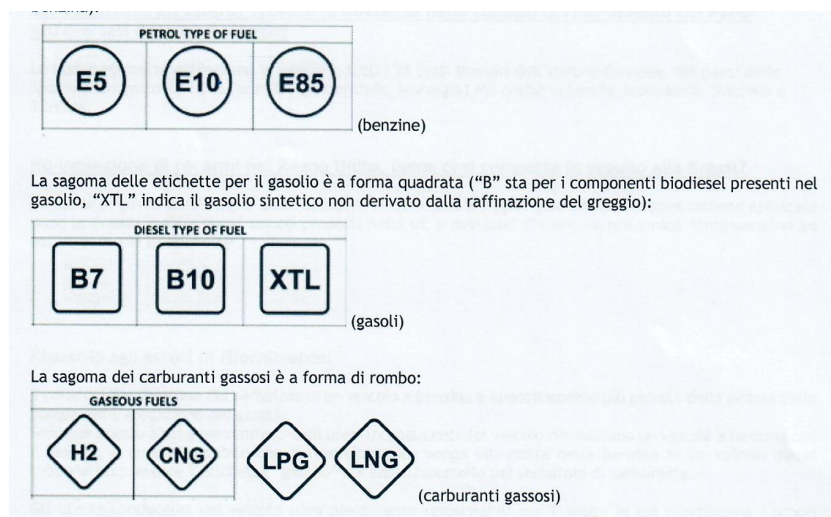 benzina):
PETROL TYPE OF FUEL
E5 E10 E85
(benzine)
La sagoma delle etichette per il gasolio è a forma quadrata (“B” sta per i componenti biodiesel presenti nel
gasolio, “XTL” indica il gasolio sintetico non derivato dalla raffinazione del greggio):
DIESEL TYPE OF FUEL
B7 B10 XTL
(gasoli)
La sagoma dei carburanti gassosi è a forma di rombo:
GASEOUS FUELS
H2 CNG LPG LNG
(carburanti gassosi)